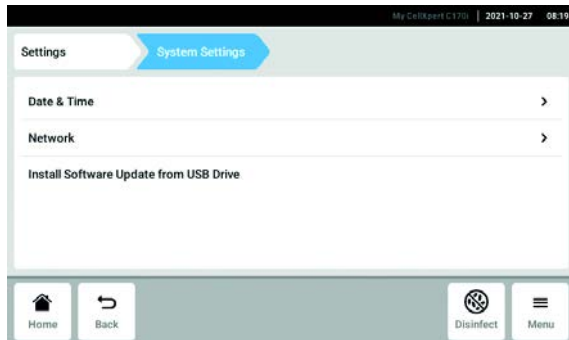 My CellXpert C170i | 2021-10-27 08:19
Settings
System Settings
Date & Time
Network
Install Software Update from USB Drive
Home
Back
Disinfect
Menu